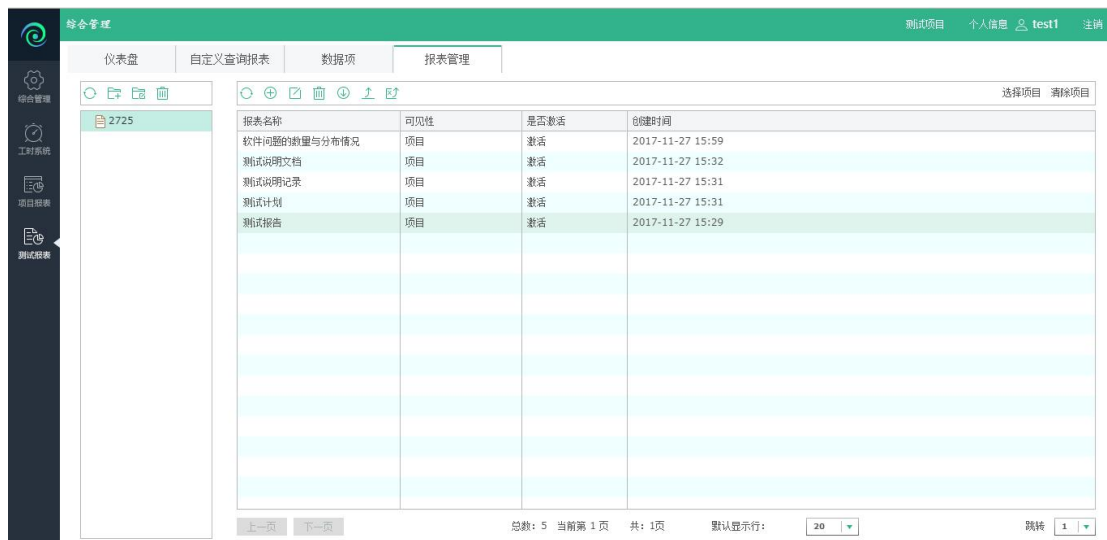 综合管理 测试项目 个人信息 test1 注销
仪表盘 自定义查询报表 数据项 报表管理
综合管理
工时系统
项目报表
测试报表
2725
选择项目 清除项目
报表名称 可见性 是否激活 创建时间
软件问题的数量与分布情况 项目 激活 2017-11-27 15:59
测试说明文档 项目 激活 2017-11-27 15:32
测试说明记录 项目 激活 2017-11-27 15:31
测试计划 项目 激活 2017-11-27 15:31
测试报告 项目 激活 2017-11-27 15:29
上一页 下一页 总数: 5 当前第 1 页 共: 1页 默认显示行: 20 跳转 1